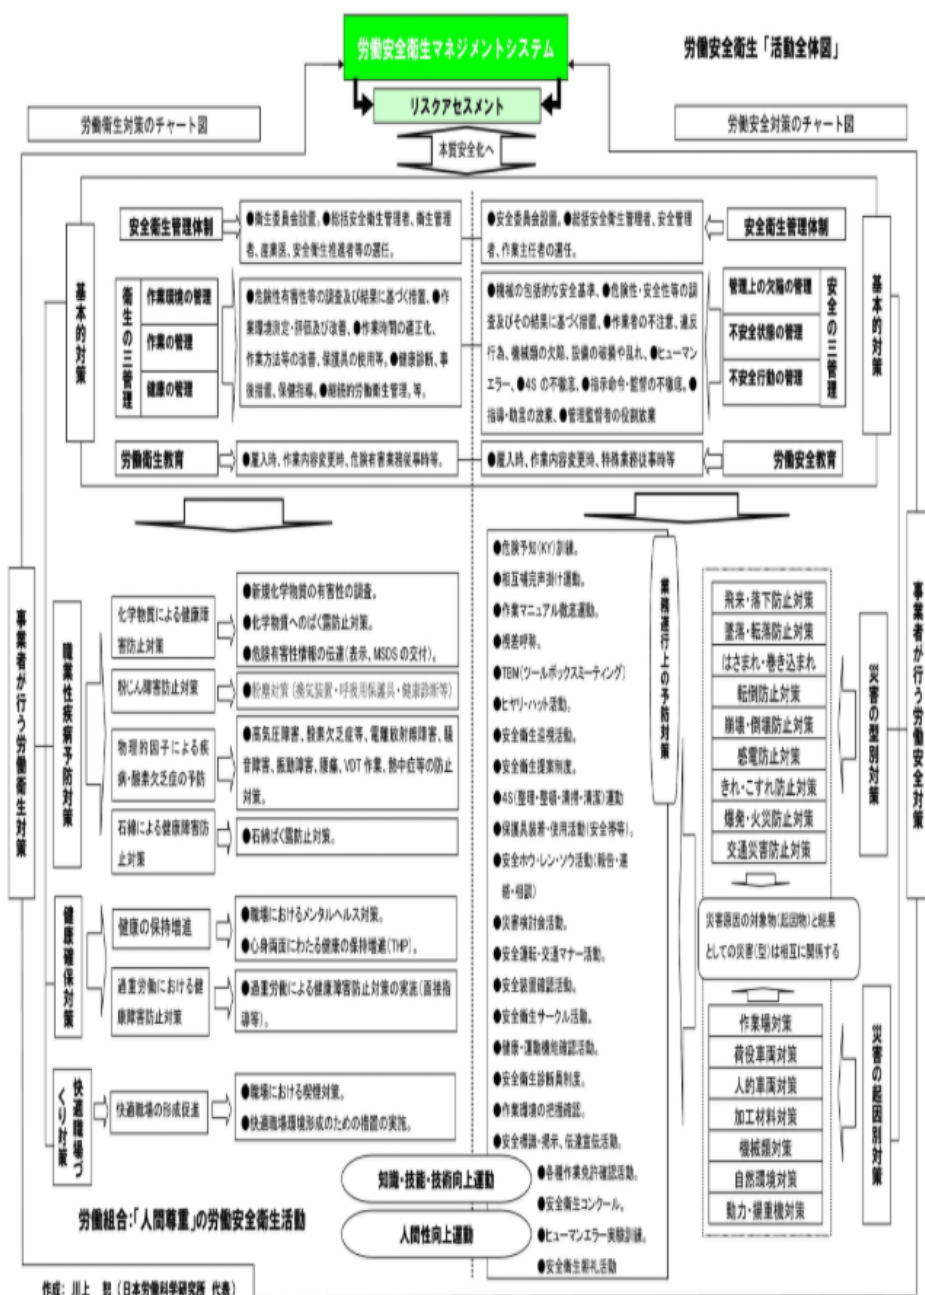 労働安全衛生マネジメントシステム
労働安全衛生「活動全体図」
リスクアセスメント
労働衛生対策のチャート図
労働安全対策のチャート図
本質安全化へ
安全衛生管理体制
●衛生委員会設置。●総括安全衛生管理者、衛生管理
者、産業医、安全衛生推進者等の選任。
●安全委員会設置。●総括安全衛生管理者、安全管理
者、作業主任者の選任。
安全衛生管理体制
基本的対策
衛生の三管理
作業環境の管理
作業の管理
健康の管理
●危険性有害性等の調査及び結果に基づく措置、●作
業環境測定・評価及び改善、●作業時間の適正化、
作業方法等の改善、保護具の使用等。●健康診断、事
後措置、保健指導。●継続的労働衛生管理。等。
●機械の包括的な安全基準、●危険性・安全性等の調
査及びその結果に基づく措置、●作業者の不注意、違反
行為、機械類の欠陥、設備の破損や乱れ、●ヒューマン
エラー、●4Sの不徹底、●指示命令・監督の不徹底。●
指導・助言の放棄、●管理監督者の役割放棄
管理上の欠陥の管理
不安全状態の管理
不安全行動の管理
安全の三管理
基本的対策
労働衛生教育
●雇入時、作業内容変更時、危険有害業務従事時等。
●雇入時、作業内容変更時、特殊業務従事時等
労働安全教育
事業者が行う労働衛生対策
職業性疾病予防対策
化学物質による健康障
害防止対策
●新規化学物質の有害性の調査。
●化学物質へのばく露防止対策。
●危険有害性情報の伝達(表示、MSDSの交付)。
粉じん障害防止対策
●粉塵対策(換気装置・呼吸用保護具・健康診断等)
物理的因子による疾
病・酸素欠乏症の予防
●高気圧障害、酸素欠乏症等、電離放射線障害、騒
音障害、振動障害、腰痛、VDT作業、熱中症等の防止
対策。
石綿による健康障害防
止対策
●石綿ばく露防止対策。
健康確保対策
健康の保持増進
●職場におけるメンタルヘルス対策。
●心身両面にわたる健康の保持増進(THP)。
過重労働における健
康障害防止対策
●過重労働による健康障害防止対策の実施(面接指
導等)。
快適職場づ
くり対策
快適職場の形成促進
●職場における喫煙対策。
●快適職場環境形成のための措置の実施。
●危険予知(KY)訓練。
●相互補完声掛け運動。
●作業マニュアル徹底運動。
●指差呼称。
●TBM(ツールボックスミーティング)
●ヒヤリ・ハット活動。
●安全衛生巡視活動。
●安全衛生提案制度。
●4S(整理・整頓・清掃・清潔)運動
●保護具装着・使用活動(安全帯等)。
●安全ホウ・レン・ソウ活動(報告・連
絡・相談)
●災害検討会活動。
●安全運転・交通マナー活動。
●安全装置確認活動。
●安全衛生サークル活動。
●健康・運動機能確認活動。
●安全衛生診断員制度。
●作業環境の把握確認。
●安全標識・掲示、伝達宣伝活動。
●各種作業免許確認活動。
●安全衛生コンクール。
●ヒューマンエラー実験訓練。
●安全衛生朝礼活動
業務遂行上の予防対策
飛来・落下防止対策
墜落・転落防止対策
はさまれ・巻き込まれ
転倒防止対策
崩壊・倒壊防止対策
感電防止対策
きれ・こすれ防止対策
爆発・火災防止対策
交通災害防止対策
災害の型別対策
災害原因の対象物(起因物)と結果
としての災害(型)は相互に関係する
作業場対策
荷役車両対策
人的車両対策
加工材料対策
機械類対策
自然環境対策
動力・揚重機対策
災害の起因別対策
事業者が行う労働安全対策
知識・技能・技術向上運動
人間性向上運動
労働組合:「人間尊重」の労働安全衛生活動
作成: 川上 恕(日本労働科学研究所 代表)